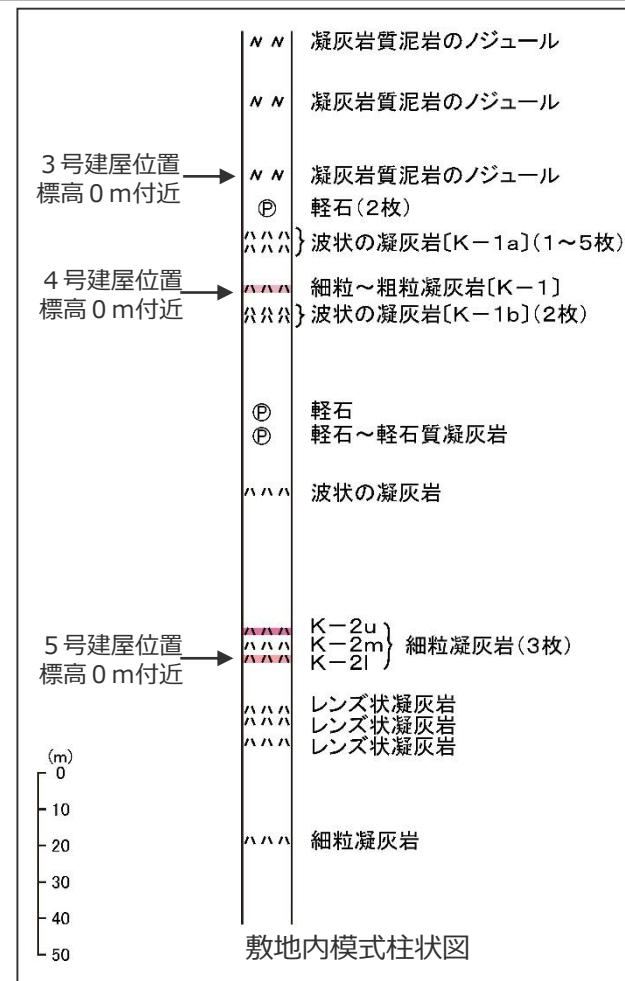 凝灰岩質泥岩のノジュール
凝灰岩質泥岩のノジュール
3号建屋位置
標高0m付近
凝灰岩質泥岩のノジュール
Ⓟ 軽石(2枚)
波状の凝灰岩〔K-1a〕(1~5枚)
4号建屋位置
標高0m付近
細粒~粗粒凝灰岩〔K-1〕
波状の凝灰岩〔K-1b〕(2枚)
Ⓟ 軽石
Ⓟ 軽石~軽石質凝灰岩
波状の凝灰岩
5号建屋位置
標高0m付近
K-2u
K-2m 細粒凝灰岩(3枚)
K-2l
レンズ状凝灰岩
レンズ状凝灰岩
レンズ状凝灰岩
(m)
0
10
20
30
40
50
細粒凝灰岩
敷地内模式柱状図